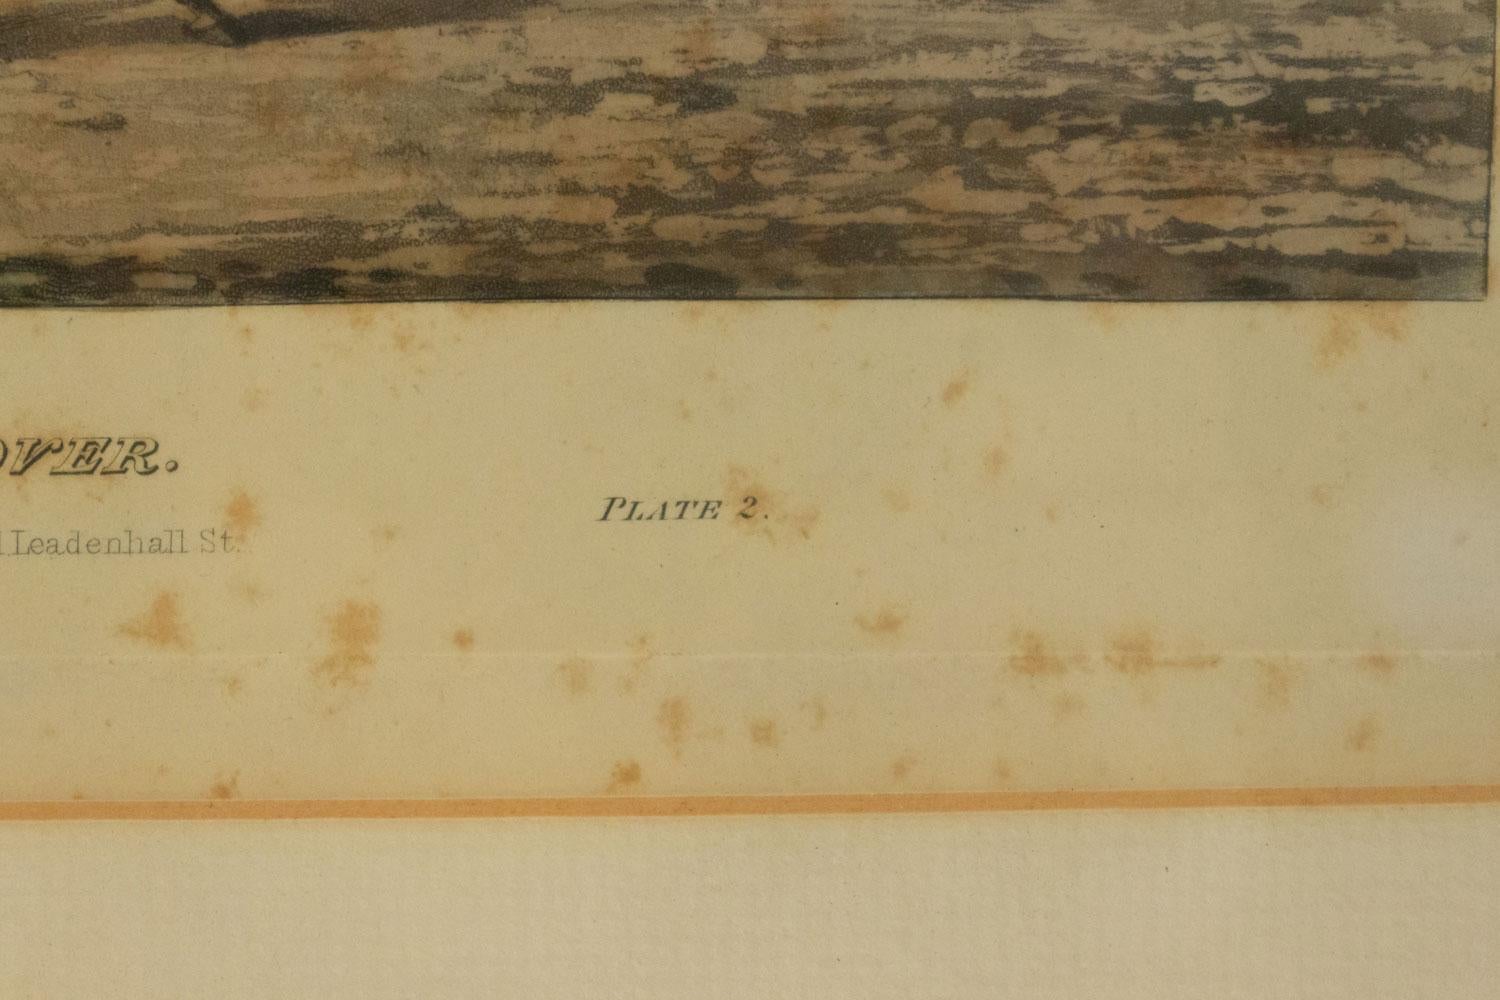 OVER.
PLATE 2.
Leadenhall St.